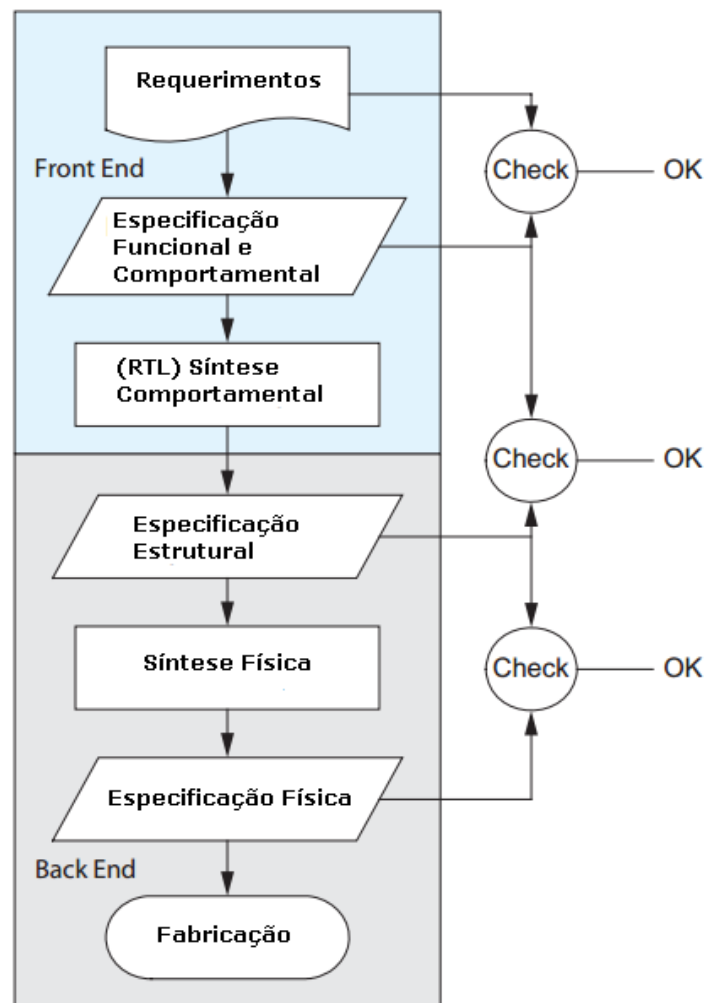 Requerimentos
Check
OK
Front End
Especificação
Funcional e
Comportamental
(RTL) Síntese
Comportamental
Check
OK
Especificação
Estrutural
Síntese Física
Check
OK
Especificação Física
Back End
Fabricação